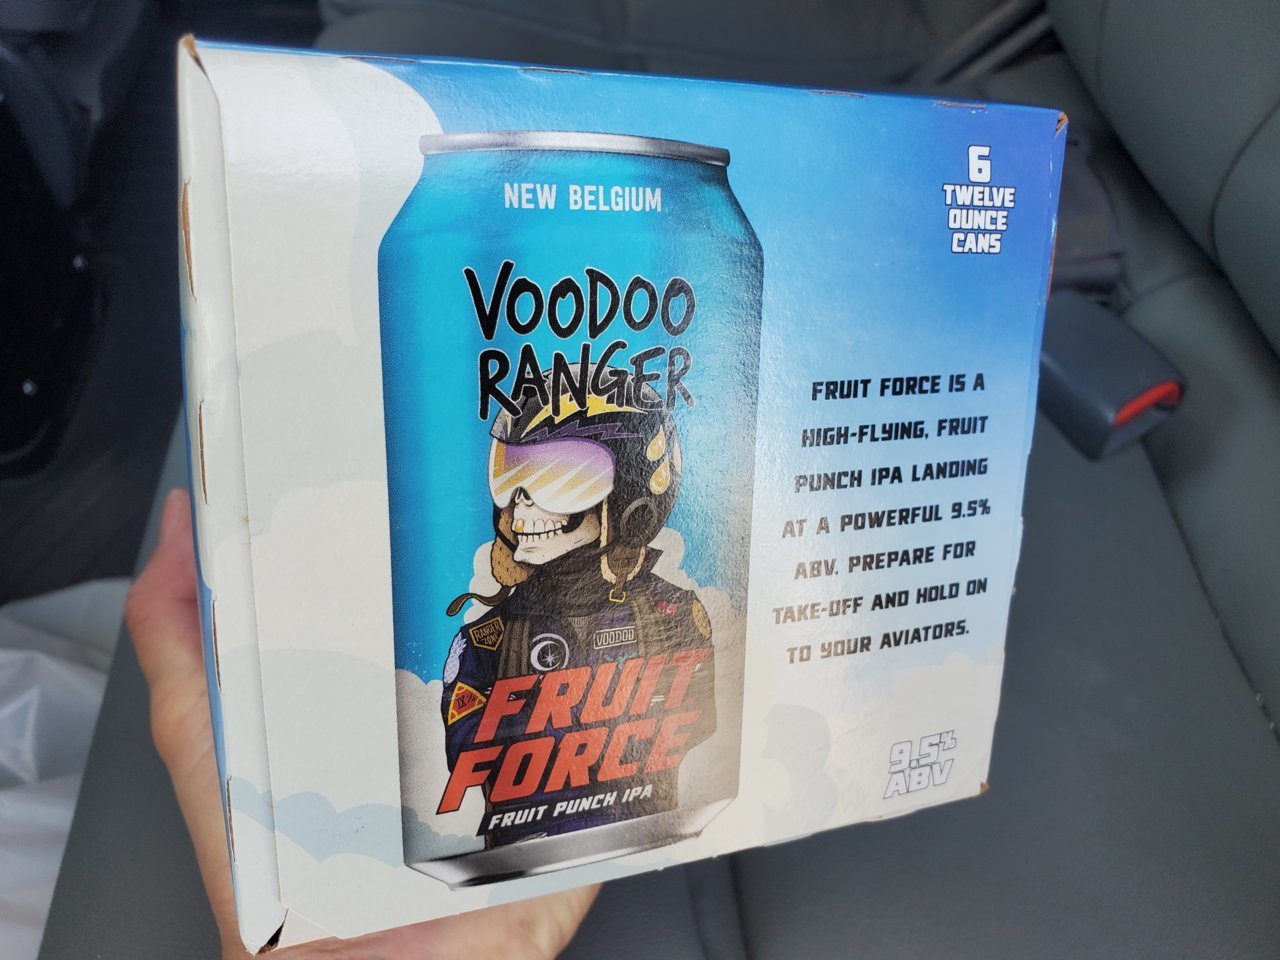 NEW BELGIUM
VOODOO
RANGER
RANGER
ZONE
VOODOO
FRUIT
FORCE
FRUIT PUNCH IPA
6
TWELVE
OUNCE
CANS
FRUIT FORCE IS A
HIGH-FLYING, FRUIT
PUNCH IPA LANDING
AT A POWERFUL 9.5%
ABV. PREPARE FOR
TAKE-OFF AND HOLD ON
TO YOUR AVIATORS.
9.5%
ABV